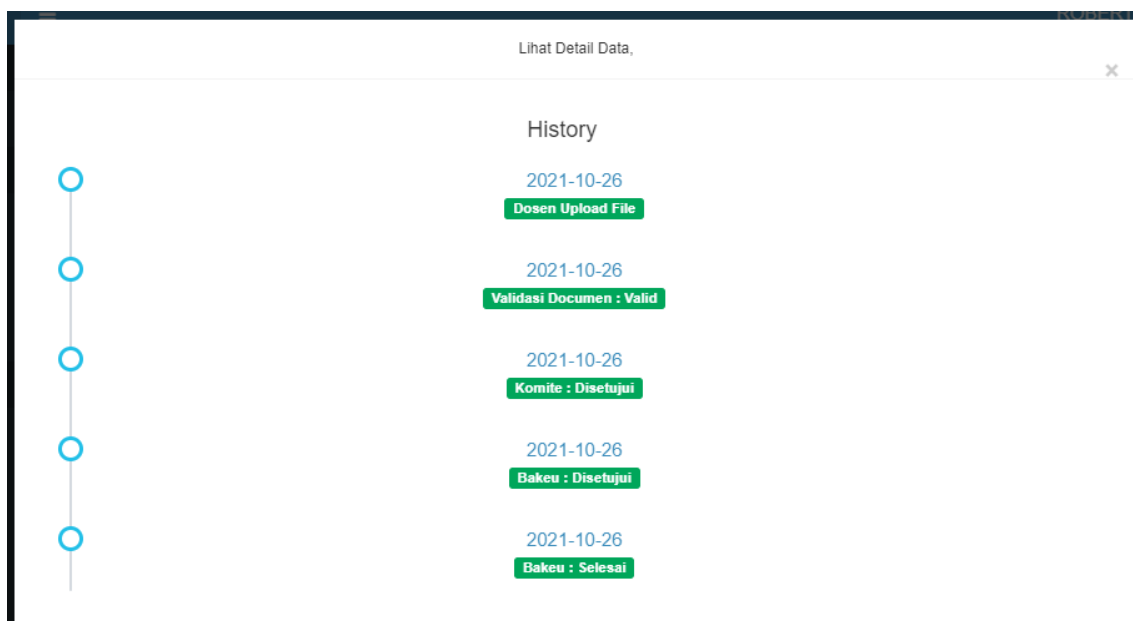 ROBERT
Lihat Detail Data,
×
History
2021-10-26
Dosen Upload File
2021-10-26
Validasi Documen : Valid
2021-10-26
Komite : Disetujui
2021-10-26
Bakeu : Disetujui
2021-10-26
Bakeu : Selesai